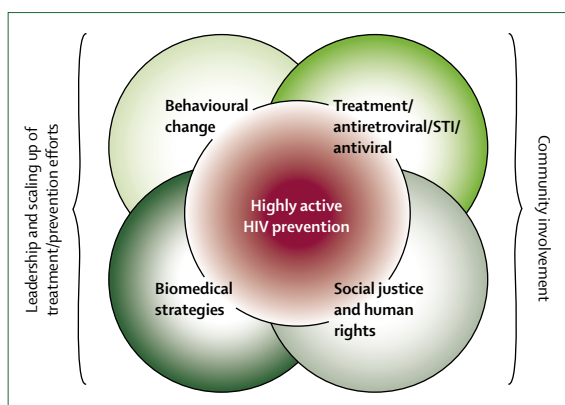 Leadership and scaling up of
treatment/prevention efforts
Behavioural
change
Treatment/
antiretroviral/STI/
antiviral
Highly active
HIV prevention
Biomedical
strategies
Social justice
and human
rights
Community involvement